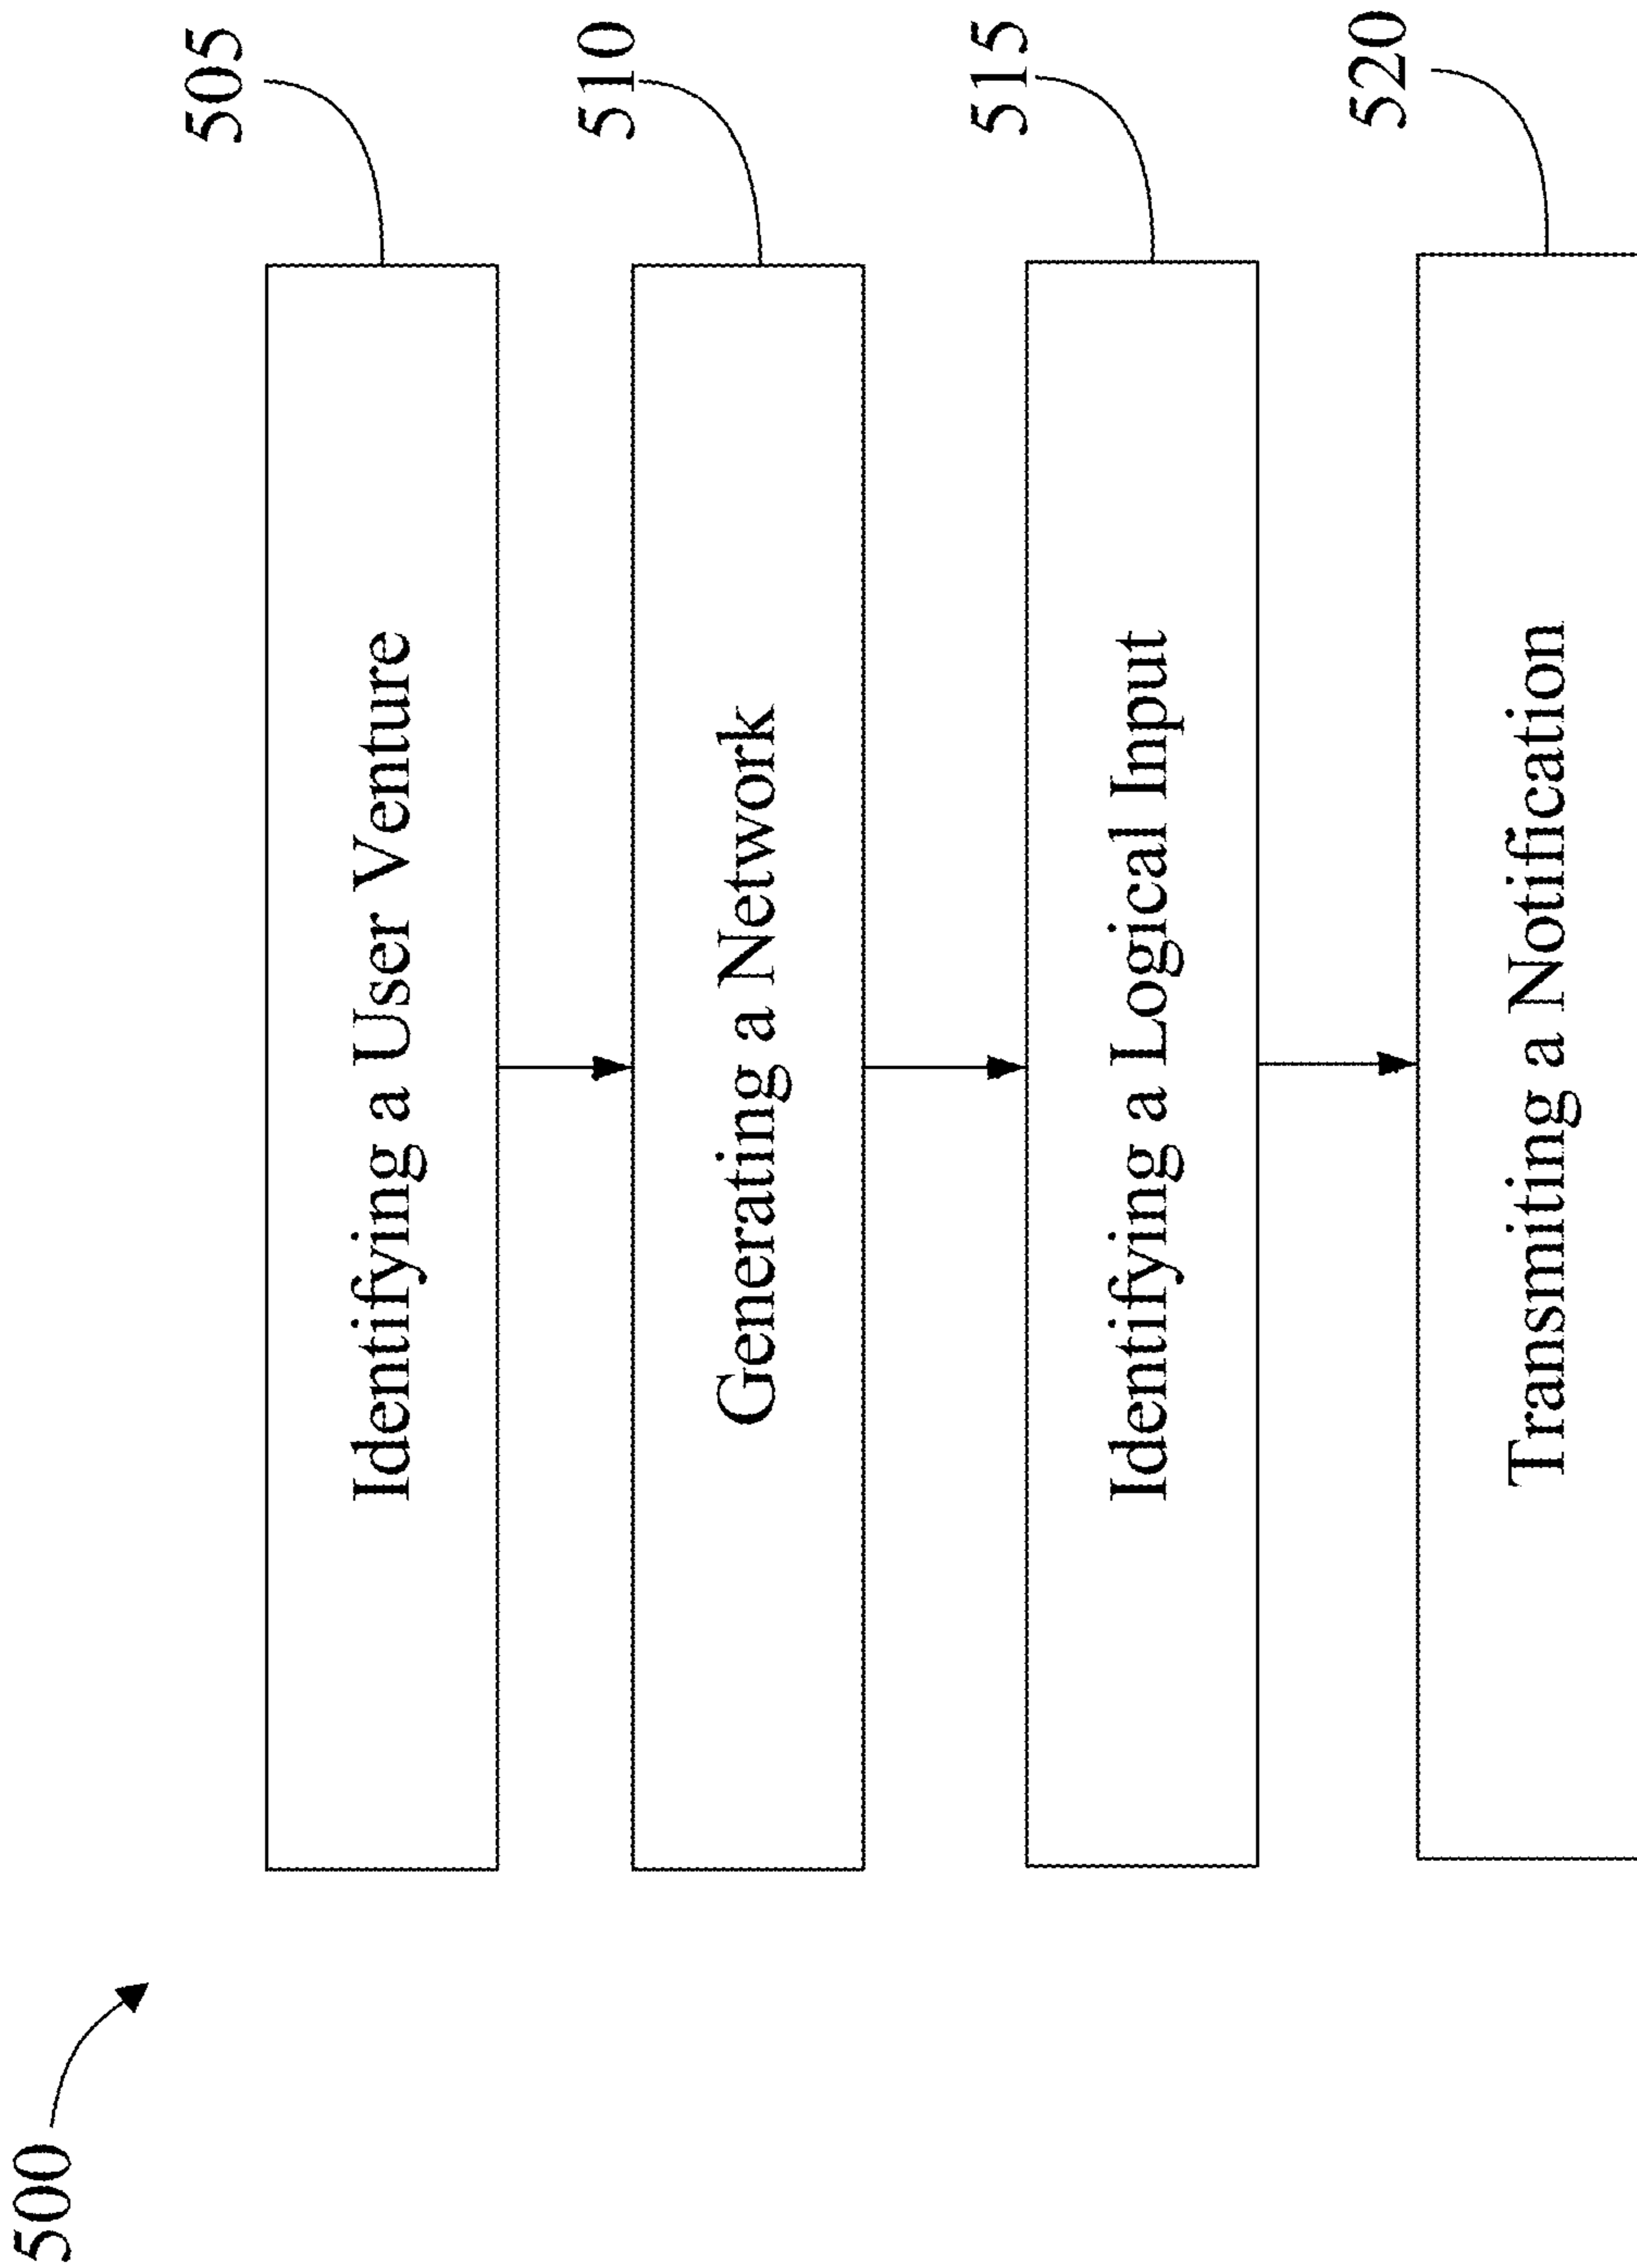 500
505
Identifying a User Venture
510
Generating a Network
515
Identifying a Logical Input
520
Transmiting a Notification